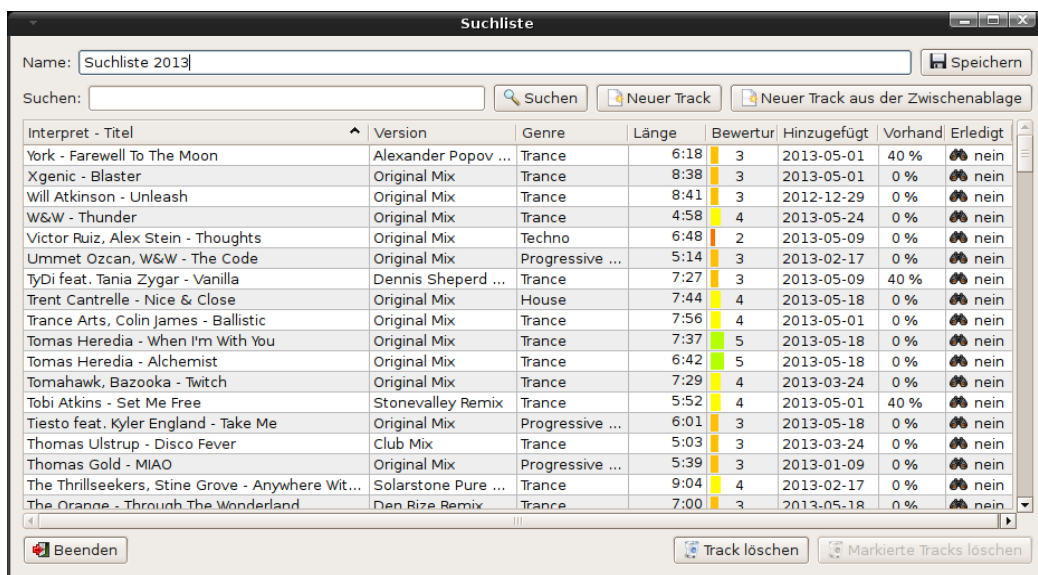 Suchliste
Name: Suchliste 2013 Speichern
Suchen: Suchen Neuer Track Neuer Track aus der Zwischenablage
Interpret - Titel Version Genre Länge Bewertur Hinzugefügt Vorhand Erledigt
York - Farewell To The Moon Alexander Popov ... Trance 6:18 3 2013-05-01 40 % nein
Xgenic - Blaster Original Mix Trance 8:38 3 2013-05-01 0 % nein
Will Atkinson - Unleash Original Mix Trance 8:41 3 2012-12-29 0 % nein
W&W - Thunder Original Mix Trance 4:58 4 2013-05-24 0 % nein
Victor Ruiz, Alex Stein - Thoughts Original Mix Techno 6:48 2 2013-05-09 0 % nein
Ummet Ozcan, W&W - The Code Original Mix Progressive ... 5:14 3 2013-02-17 0 % nein
TyDi feat. Tania Zygar - Vanilla Dennis Sheperd ... Trance 7:27 3 2013-05-09 40 % nein
Trent Cantrelle - Nice & Close Original Mix House 7:44 4 2013-05-18 0 % nein
Trance Arts, Colin James - Ballistic Original Mix Trance 7:56 4 2013-05-01 0 % nein
Tomas Heredia - When I'm With You Original Mix Trance 7:37 5 2013-05-18 0 % nein
Tomas Heredia - Alchemist Original Mix Trance 6:42 5 2013-05-18 0 % nein
Tomahawk, Bazooka - Twitch Original Mix Trance 7:29 4 2013-03-24 0 % nein
Tobi Atkins - Set Me Free Stonevalley Remix Trance 5:52 4 2013-05-01 40 % nein
Tiesto feat. Kyler England - Take Me Original Mix Progressive ... 6:01 3 2013-05-18 0 % nein
Thomas Ulstrup - Disco Fever Club Mix Trance 5:03 3 2013-03-24 0 % nein
Thomas Gold - MIAO Original Mix Progressive ... 5:39 3 2013-01-09 0 % nein
The Thrillseekers, Stine Grove - Anywhere Wit... Solarstone Pure ... Trance 9:04 4 2013-02-17 0 % nein
The Orange - Through The Wonderland Den Rize Remix Trance 7:00 3 2013-05-18 0 % nein
Beenden Track löschen Markierte Tracks löschen